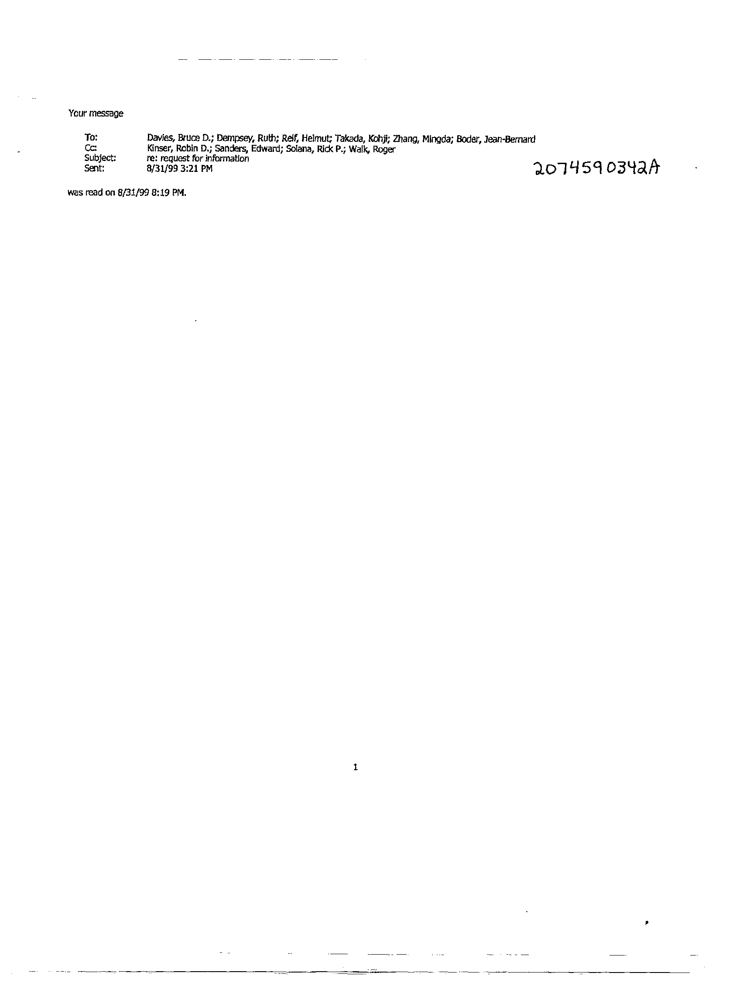 Your message
To: Davies, Bruce D.; Dempsey, Ruth; Reif, Helmut; Takada, Kohji; Zhang, Mingda; Boder, Jean-Bernard
Cc: Kinser, Robin D.; Sanders, Edward; Solana, Rick P.; Walk, Roger
Subject: re: request for information
Sent: 8/31/99 3:21 PM
2074590342A
was read on 8/31/99 8:19 PM.
1